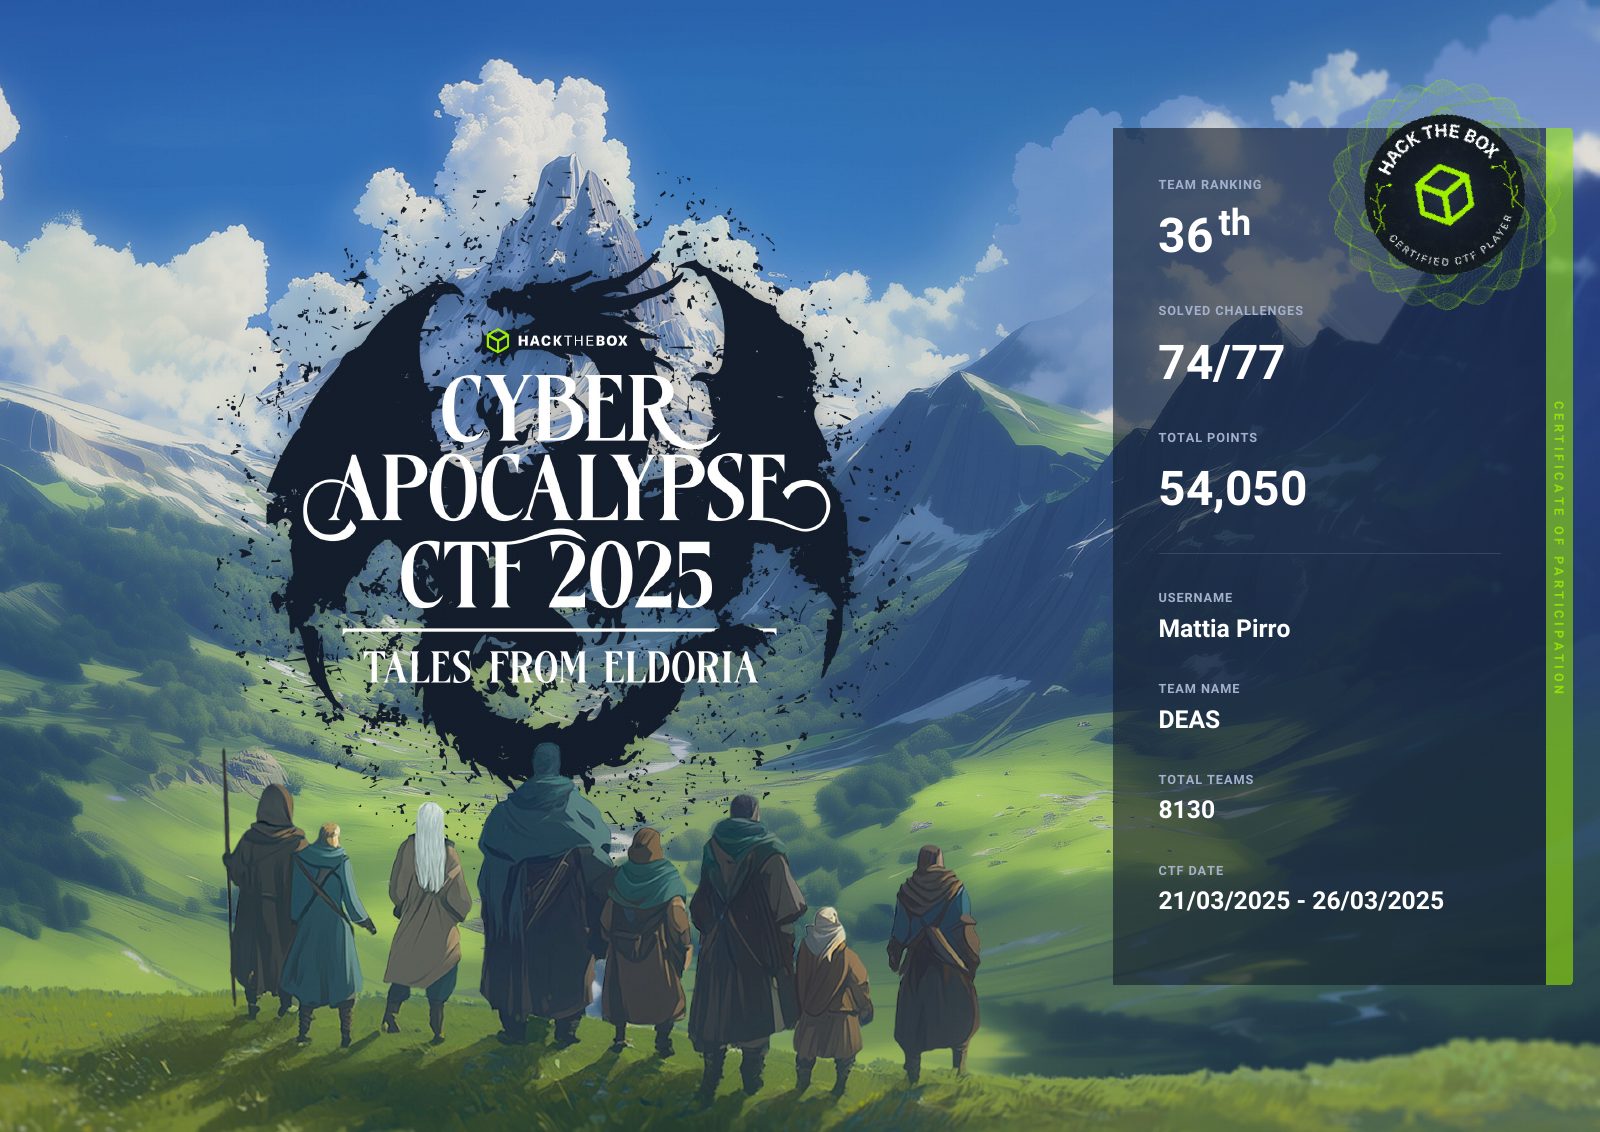 HACKTHEBOX
CYBER
APOCALYPSE
CTF 2025
TALES FROM ELDORIA
HACK THE BOX
CERTIFIED CTF PLAYER
TEAM RANKING
36th
SOLVED CHALLENGES
74/77
TOTAL POINTS
54,050
USERNAME
Mattia Pirro
TEAM NAME
DEAS
TOTAL TEAMS
8130
CTF DATE
21/03/2025 - 26/03/2025
CERTIFICATE OF PARTICIPATION